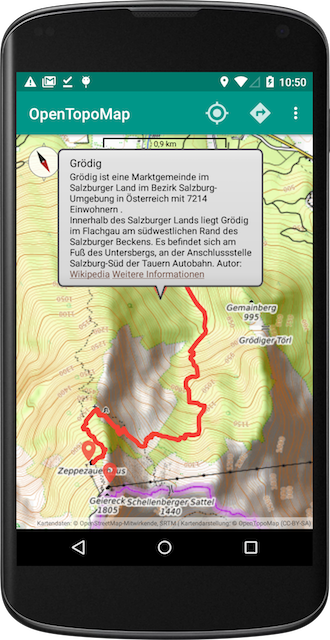 10:50
OpenTopoMap
0,9 km
Grödig
Grödig ist eine Marktgemeinde im
Salzburger Land im Bezirk Salzburg-
Umgebung in Österreich mit 7214
Einwohnern .
Innerhalb des Salzburger Lands liegt Grödig
im Flachgau am südwestlichen Rand des
Salzburger Beckens. Es befindet sich am
Fuß des Untersbergs, an der Anschlussstelle
Salzburg-Süd der Tauern Autobahn. Autor:
Wikipedia Weitere Informationen
Gemainberg
995
Grödiger Törl
Geiereck
1805
Schellenberger Sattel
1440
Kartendaten: © OpenStreetMap-Mitwirkende, SRTM | Kartendarstellung: © OpenTopoMap (CC-BY-SA)